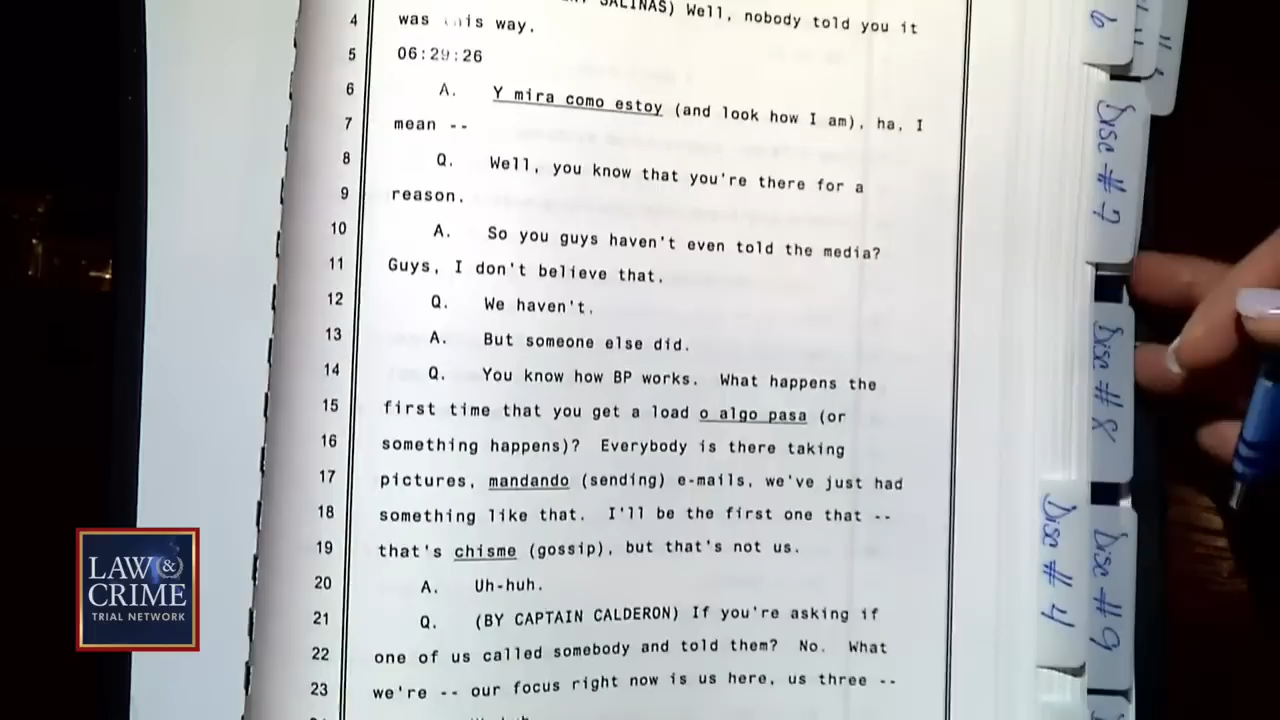 SALINAS) Well, nobody told you it
4 was this way.
5 06:29:26
6 A. Y mira como estoy (and look how I am), ha, I
7 mean --
8 Q. Well, you know that you're there for a
9 reason.
10 A. So you guys haven't even told the media?
11 Guys, I don't believe that.
12 Q. We haven't.
13 A. But someone else did.
14 Q. You know how BP works. What happens the
15 first time that you get a load o algo pasa (or
16 something happens)? Everybody is there taking
17 pictures, mandando (sending) e-mails, we've just had
18 something like that. I'll be the first one that --
19 that's chisme (gossip), but that's not us.
20 A. Uh-huh.
21 Q. (BY CAPTAIN CALDERON) If you're asking if
22 one of us called somebody and told them? No. What
23 we're -- our focus right now is us here, us three --
6
Disc # 7
Disc # 8
Disc # 9
Disc # 4
LAW &
CRIME
TRIAL NETWORK